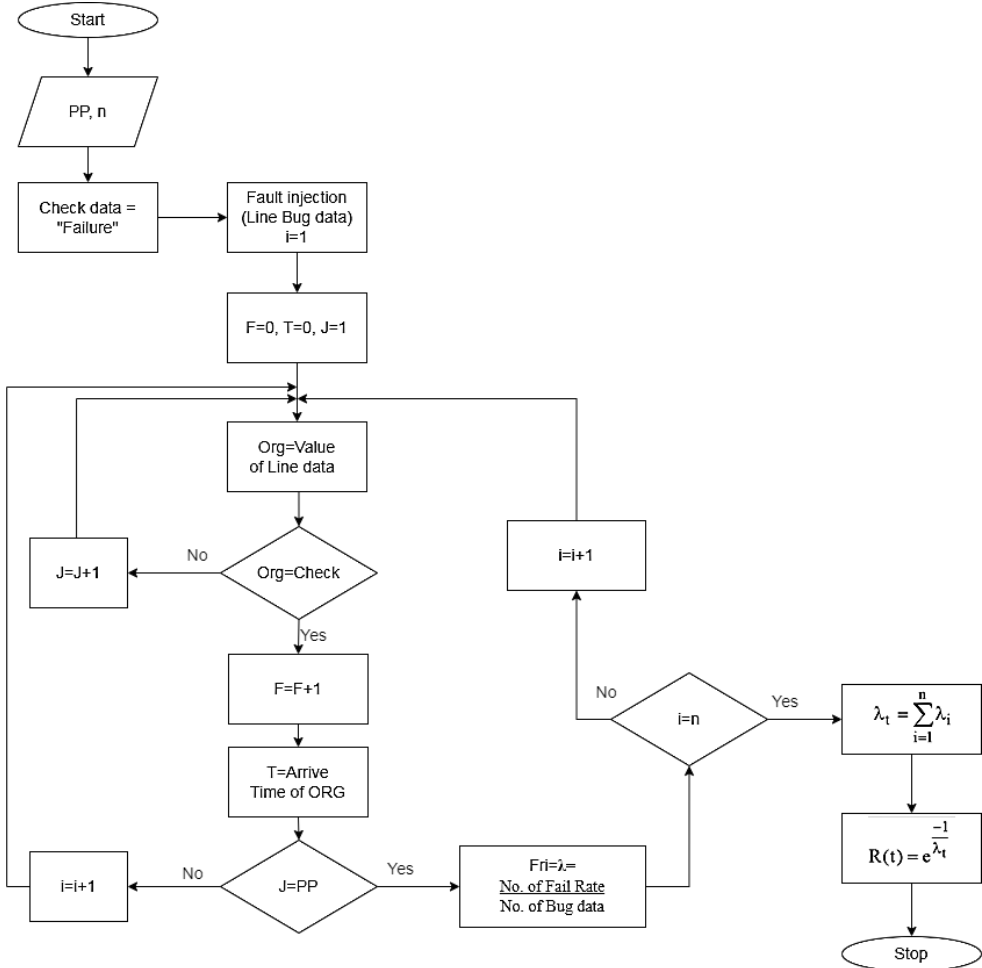 Start
PP, n
Check data =
"Failure"
Fault injection
(Line Bug data)
i=1
F=0, T=0, J=1
Org=Value
of Line data
Org=Check
No
J=J+1
Yes
F=F+1
T=Arrive
Time of ORG
J=PP
No
i=i+1
Yes
Fri=λ=
No. of Fail Rate
No. of Bug data
i=n
No
i=i+1
Yes
λt = ∑ λi
n
i=1
R(t) = e
-1
λt
Stop